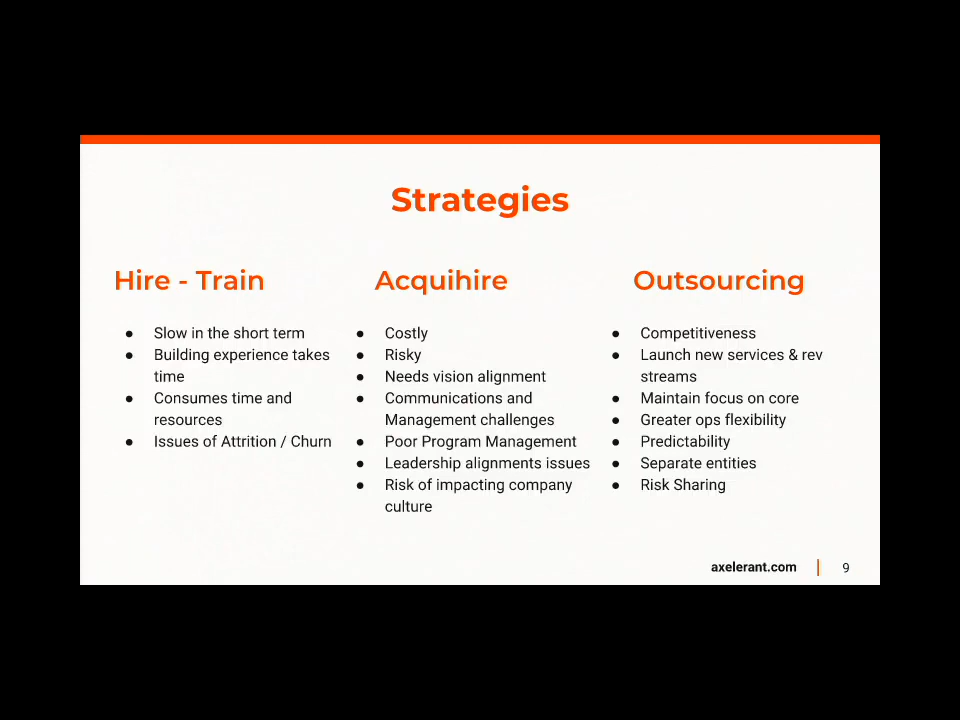 Strategies
Hire - Train
Slow in the short term
Building experience takes
time
Consumes time and
resources
Issues of Attrition / Churn
Acquihire
Costly
Risky
Needs vision alignment
Communications and
Management challenges
Poor Program Management
Leadership alignments issues
Risk of impacting company
culture
Outsourcing
Competitiveness
Launch new services & rev
streams
Maintain focus on core
Greater ops flexibility
Predictability
Separate entities
Risk Sharing
axelerant.com | 9